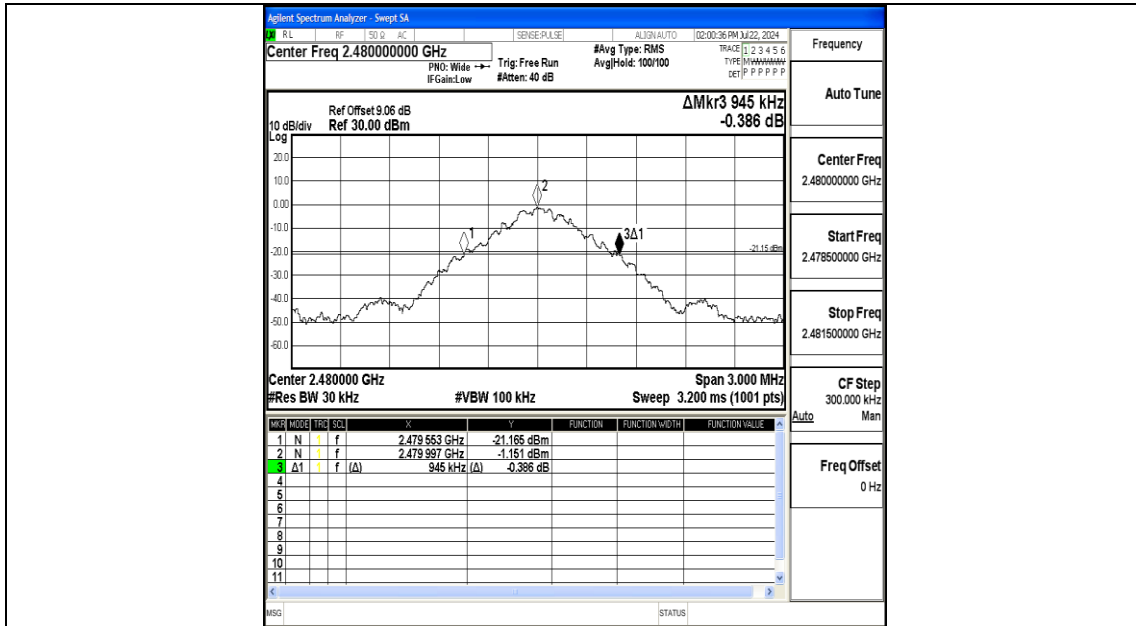 Agilent Spectrum Analyzer - Swept SA
RL RF 50 Ω AC SENSE:PULSE ALIGN AUTO 02:00:36 PM Jul 22, 2024
Center Freq 2.480000000 GHz
PNO: Wide
IFGain:Low
Trig: Free Run
#Atten: 40 dB
#Avg Type: RMS
Avg|Hold: 100/100
TRACE 1 2 3 4 5 6
TYPE MWWWWW
DET P P P P P P
Ref Offset 9.06 dB
10 dB/div Ref 30.00 dBm
Log
ΔMkr3 945 kHz
-0.386 dB
20.0
10.0
0.00
-10.0
-20.0
-30.0
-40.0
-50.0
-60.0
1
2
3Δ1
-21.15 dBm
Center 2.480000 GHz Span 3.000 MHz
#Res BW 30 kHz #VBW 100 kHz Sweep 3.200 ms (1001 pts)
MKR MODE TRC SCL X Y FUNCTION FUNCTION WIDTH FUNCTION VALUE
1 N 1 f 2.479 553 GHz -21.165 dBm
2 N 1 f 2.479 997 GHz -1.151 dBm
3 Δ1 1 f (Δ) 945 kHz (Δ) -0.386 dB
4
5
6
7
8
9
10
11
MSG STATUS
Frequency
Auto Tune
Center Freq
2.480000000 GHz
Start Freq
2.478500000 GHz
Stop Freq
2.481500000 GHz
CF Step
300.000 kHz
Auto Man
Freq Offset
0 Hz